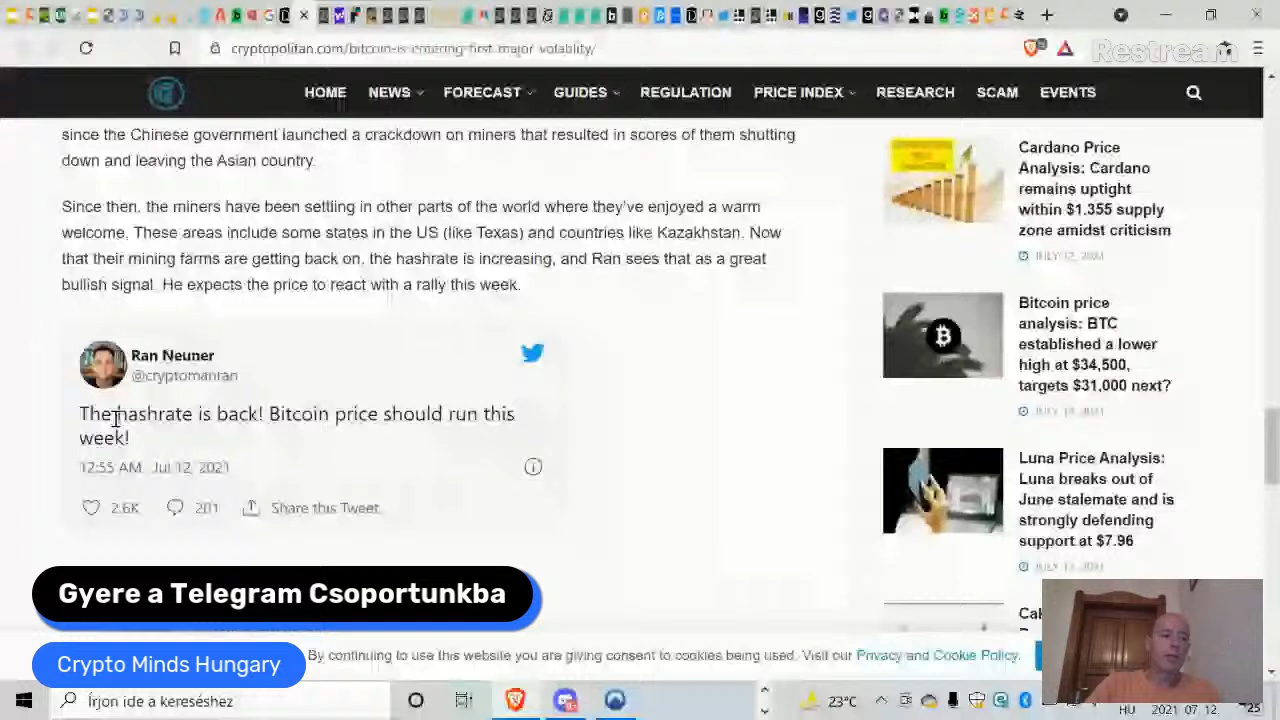 cryptopolitan.com/bitcoin-is-entering-first-major-volatility/
Restream
HOME NEWS FORECAST GUIDES REGULATION PRICE INDEX RESEARCH SCAM EVENTS
since the Chinese government launched a crackdown on miners that resulted in scores of them shutting
down and leaving the Asian country.
Since then, the miners have been settling in other parts of the world where they've enjoyed a warm
welcome. These areas include some states in the US (like Texas) and countries like Kazakhstan. Now
that their mining farms are getting back on, the hashrate is increasing, and Ran sees that as a great
bullish signal. He expects the price to react with a rally this week.
Ran Neuner
@cryptomanran
The hashrate is back! Bitcoin price should run this
week!
12:55 AM Jul 12, 2021
2.6K 201 Share this Tweet
Cardano Price
Analysis: Cardano
remains uptight
within $1.355 supply
zone amidst criticism
JULY 12, 2021
Bitcoin price
analysis: BTC
established a lower
high at $34,500,
targets $31,000 next?
Luna Price Analysis:
Luna breaks out of
June stalemate and is
strongly defending
support at $7.96
Gyere a Telegram Csoportunkba
Crypto Minds Hungary
By continuing to use this website you are giving consent to cookies being used. Visit our Privacy and Cookie Policy.
Írjon ide a kereséshez
23°C
HU 2021. 07. 12.